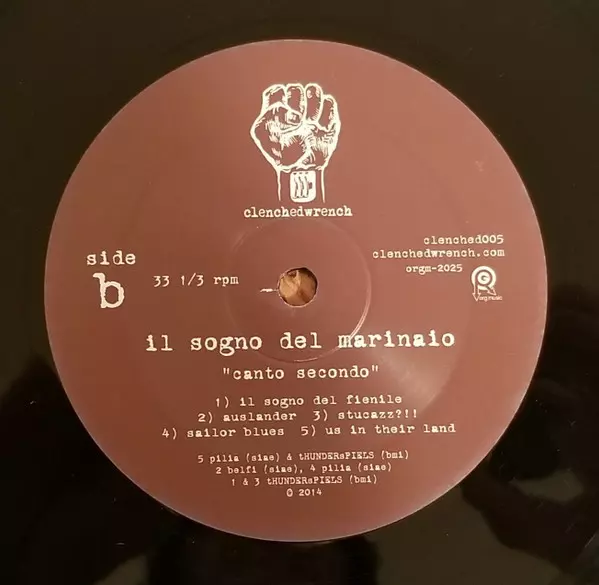 clenchedwrench
side
b
33 1/3 rpm
clenched005
clenchedwrench.com
orgm-2025
org music
il sogno del marinaio
"canto secondo"
1) il sogno del fienile
2) auslander 3) stucazz?!!
4) sailor blues 5) us in their land
5 pilia (siae) & tHUNDERsPIELS (bmi)
2 belfi (siae), 4 pilia (siae)
1 & 3 tHUNDERsPIELS (bmi)
© 2014